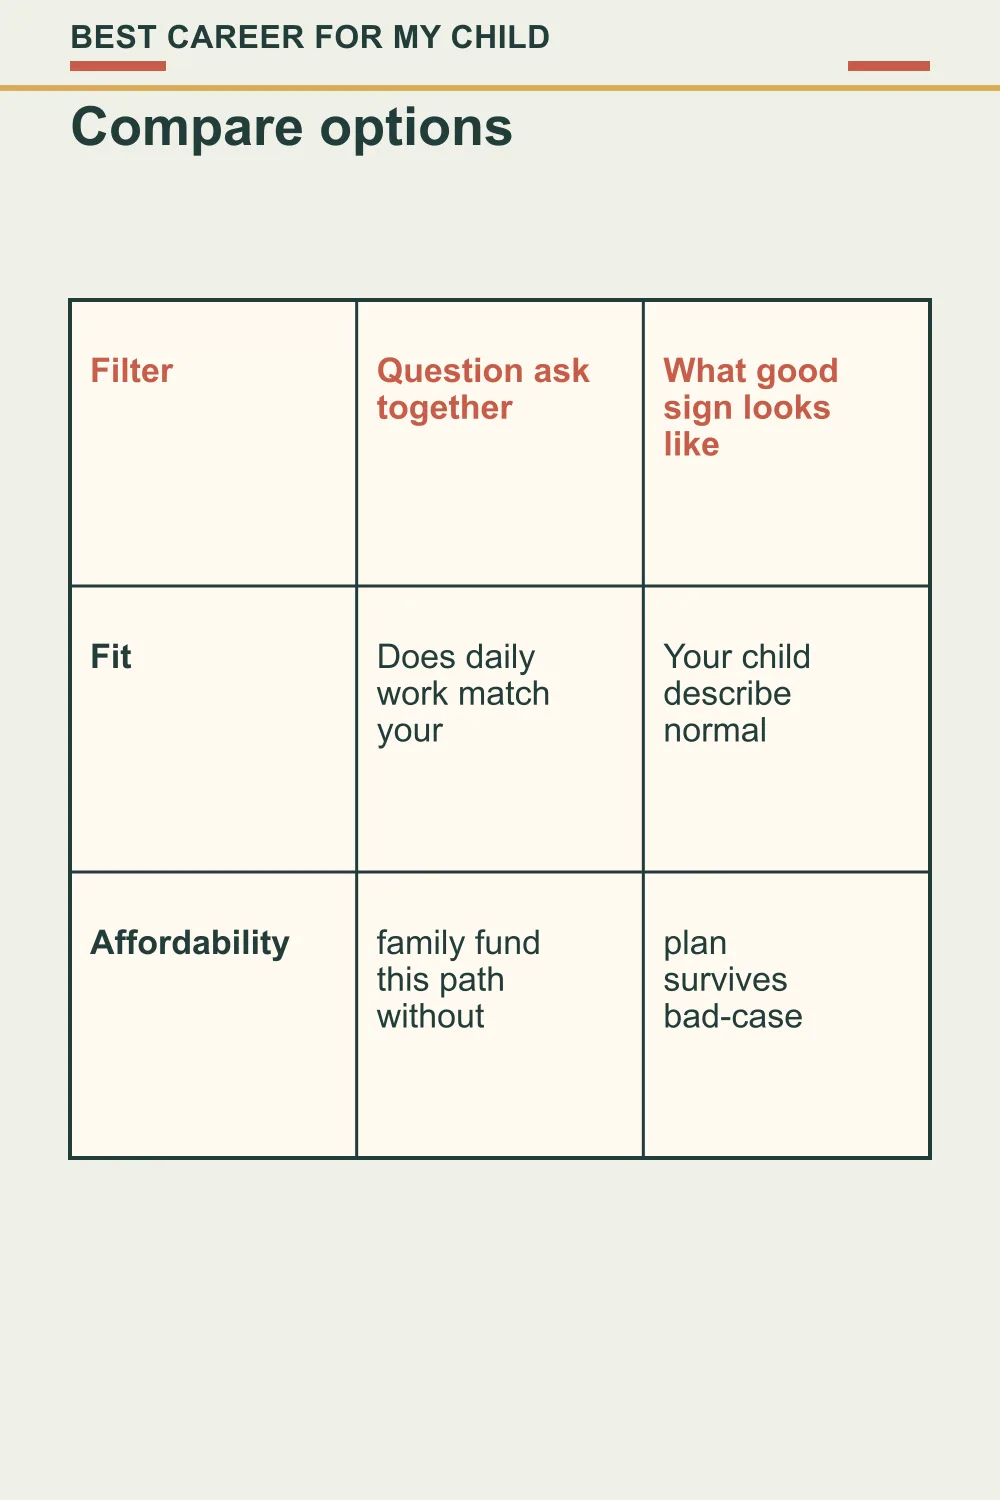 BEST CAREER FOR MY CHILD
Compare options
Filter
Question ask
together
What good
sign looks
like
Fit
Does daily
work match
your
Your child
describe
normal
Affordability
family fund
this path
without
plan
survives
bad-case